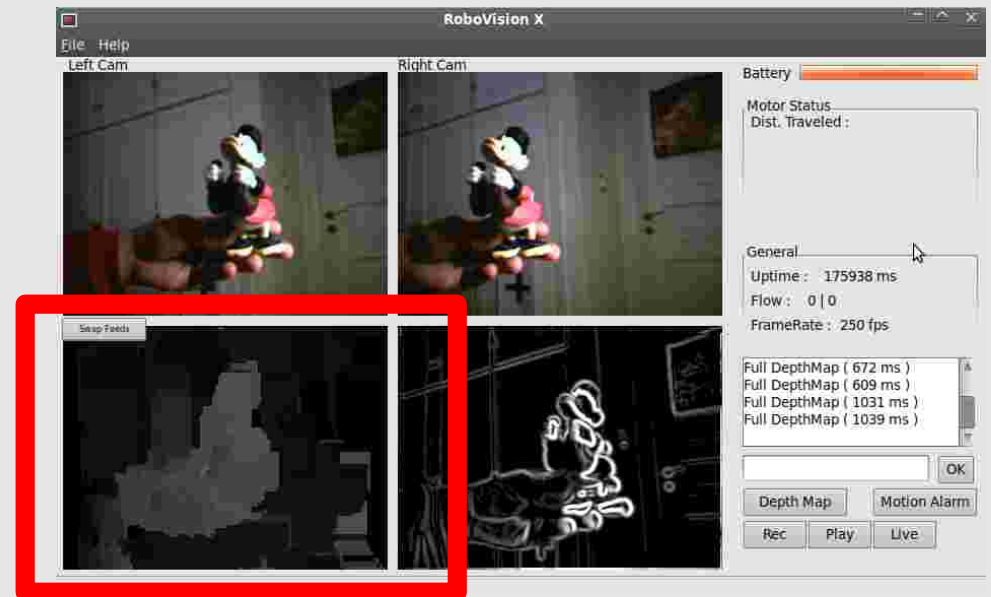 RoboVision X
File Help
Left Cam
Right Cam
Battery
Motor Status
Dist. Traveled :
General
Uptime : 175938 ms
Flow : 0 | 0
FrameRate : 250 fps
Swap Feeds
Full DepthMap ( 672 ms )
Full DepthMap ( 609 ms )
Full DepthMap ( 1031 ms )
Full DepthMap ( 1039 ms )
OK
Depth Map
Motion Alarm
Rec
Play
Live